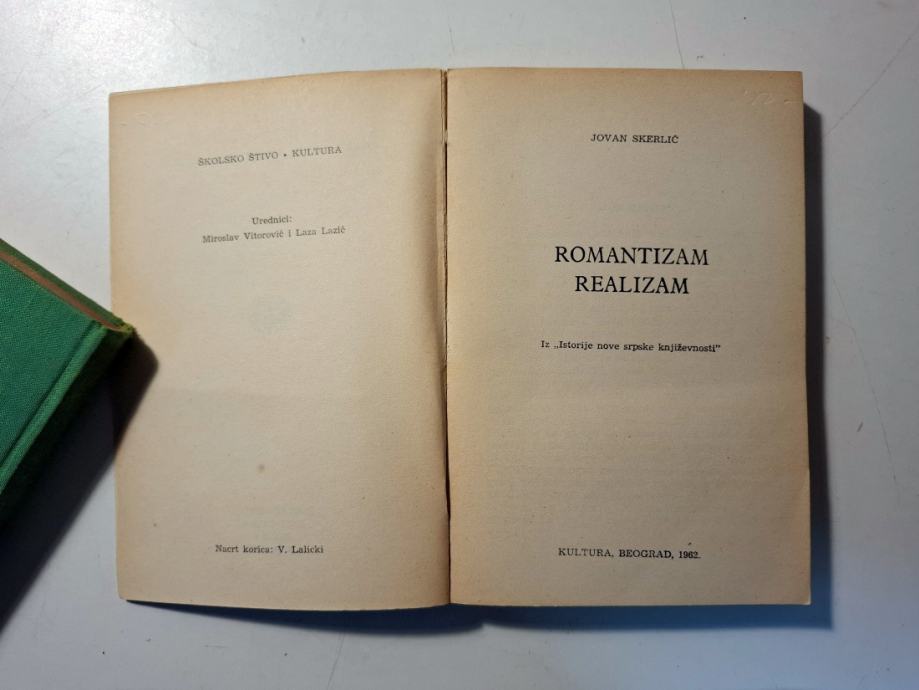 ŠKOLSKO ŠTIVO • KULTURA
Urednici:
Miroslav Vitorović i Laza Lazić
Nacrt korica: V. Lalicki
JOVAN SKERLIĆ
ROMANTIZAM
REALIZAM
Iz „Istorije nove srpske književnosti"
KULTURA, BEOGRAD, 1962.